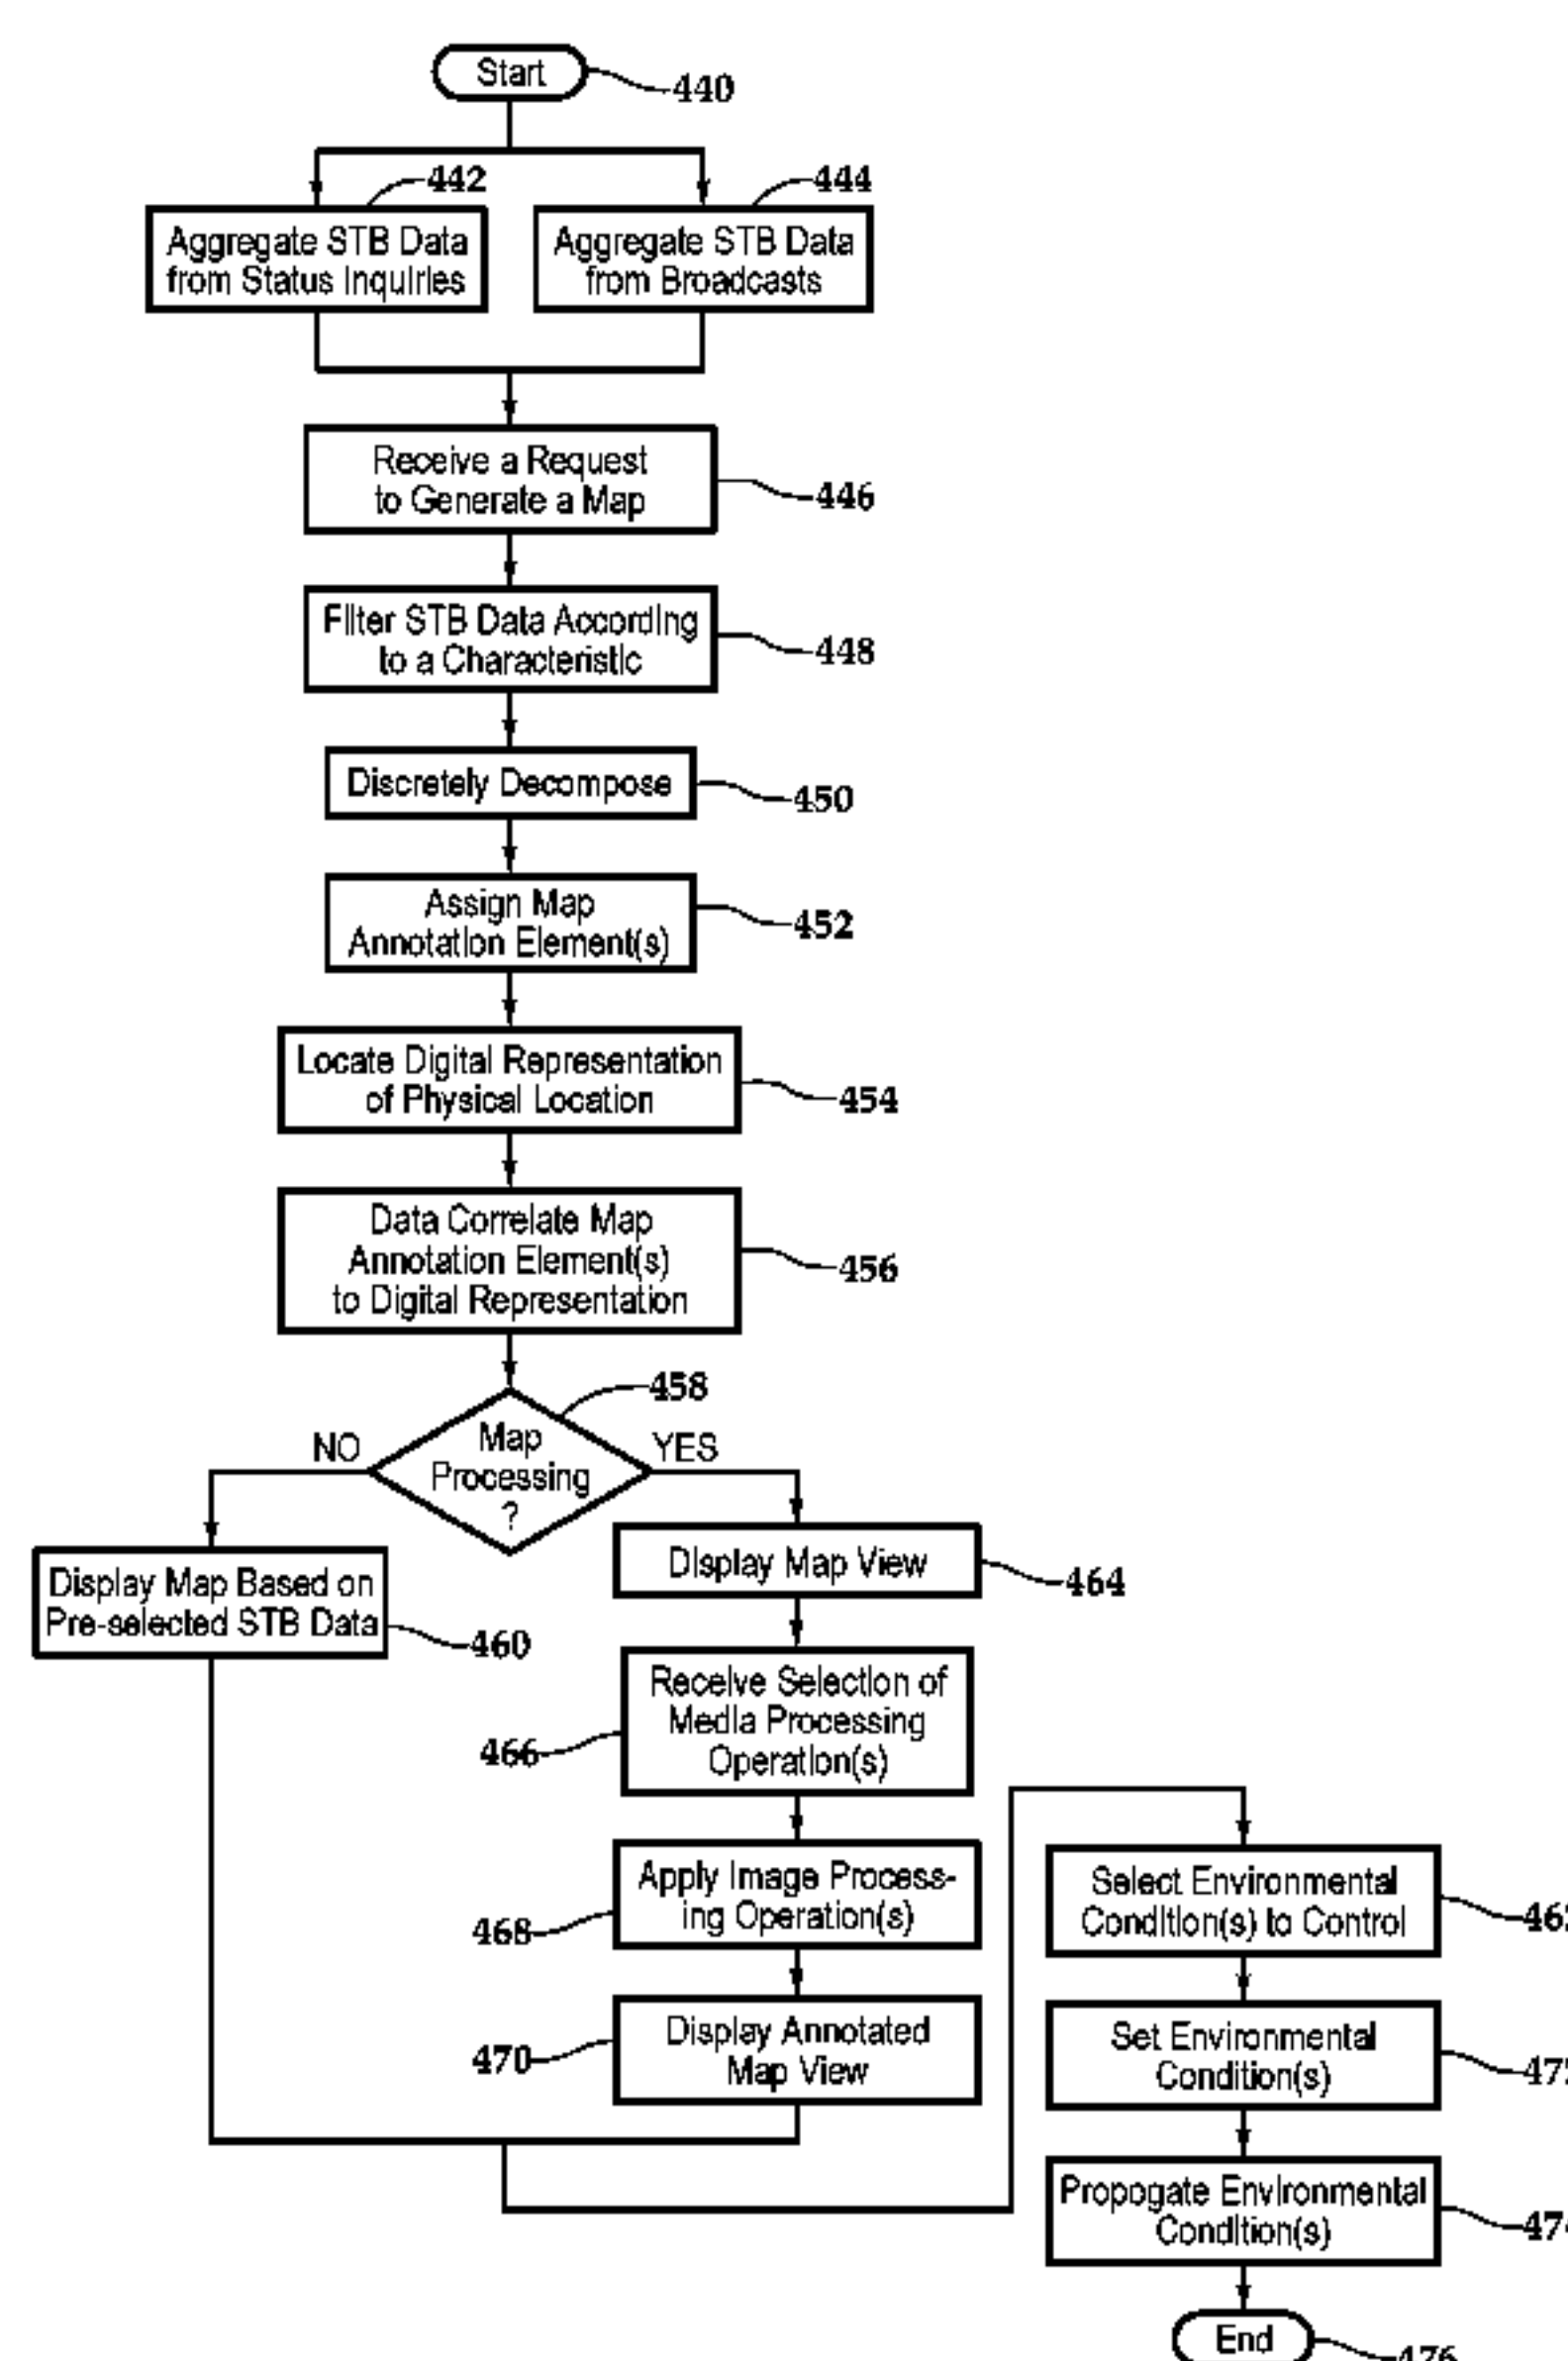 Start
440
442
444
Aggregate STB Data
from Status Inquiries
Aggregate STB Data
from Broadcasts
Receive a Request
to Generate a Map
446
Filter STB Data According
to a Characteristic
448
Discretely Decompose
450
Assign Map
Annotation Element(s)
452
Locate Digital Representation
of Physical Location
454
Data Correlate Map
Annotation Element(s)
to Digital Representation
456
458
NO
Map
Processing
?
YES
Display Map Based on
Pre-selected STB Data
460
Display Map View
464
Receive Selection of
Media Processing
Operation(s)
466
Apply Image Process-
ing Operation(s)
468
Display Annotated
Map View
470
Select Environmental
Condition(s) to Control
Set Environmental
Condition(s)
Propogate Environmental
Condition(s)
End